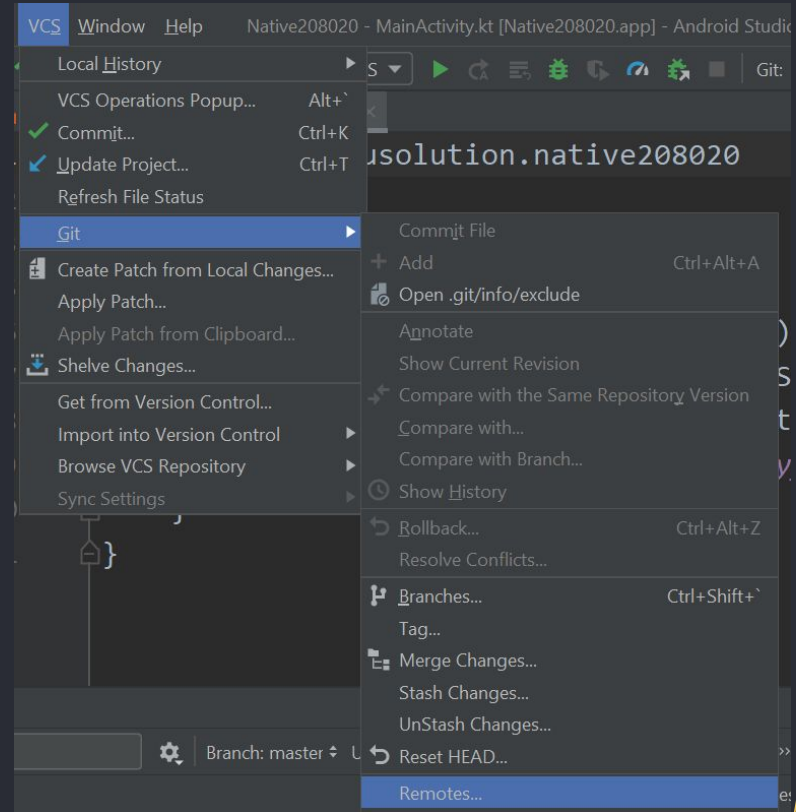 VCS Window Help Native208020 - MainActivity.kt [Native208020.app] - Android Studio
Local History
Git:
VCS Operations Popup... Alt+`
Commit... Ctrl+K
usolution.native208020
Update Project... Ctrl+T
Refresh File Status
Git
Commit File
Create Patch from Local Changes...
Add Ctrl+Alt+A
Apply Patch...
Open .git/info/exclude
Apply Patch from Clipboard...
Annotate
)
Shelve Changes...
Show Current Revision
Get from Version Control...
Compare with the Same Repository Version
Import into Version Control
Compare with...
Browse VCS Repository
Compare with Branch...
Sync Settings
Show History
}
Rollback... Ctrl+Alt+Z
}
Resolve Conflicts...
Branches... Ctrl+Shift+`
Tag...
Merge Changes...
Stash Changes...
UnStash Changes...
Branch: master
Reset HEAD...
Remotes...